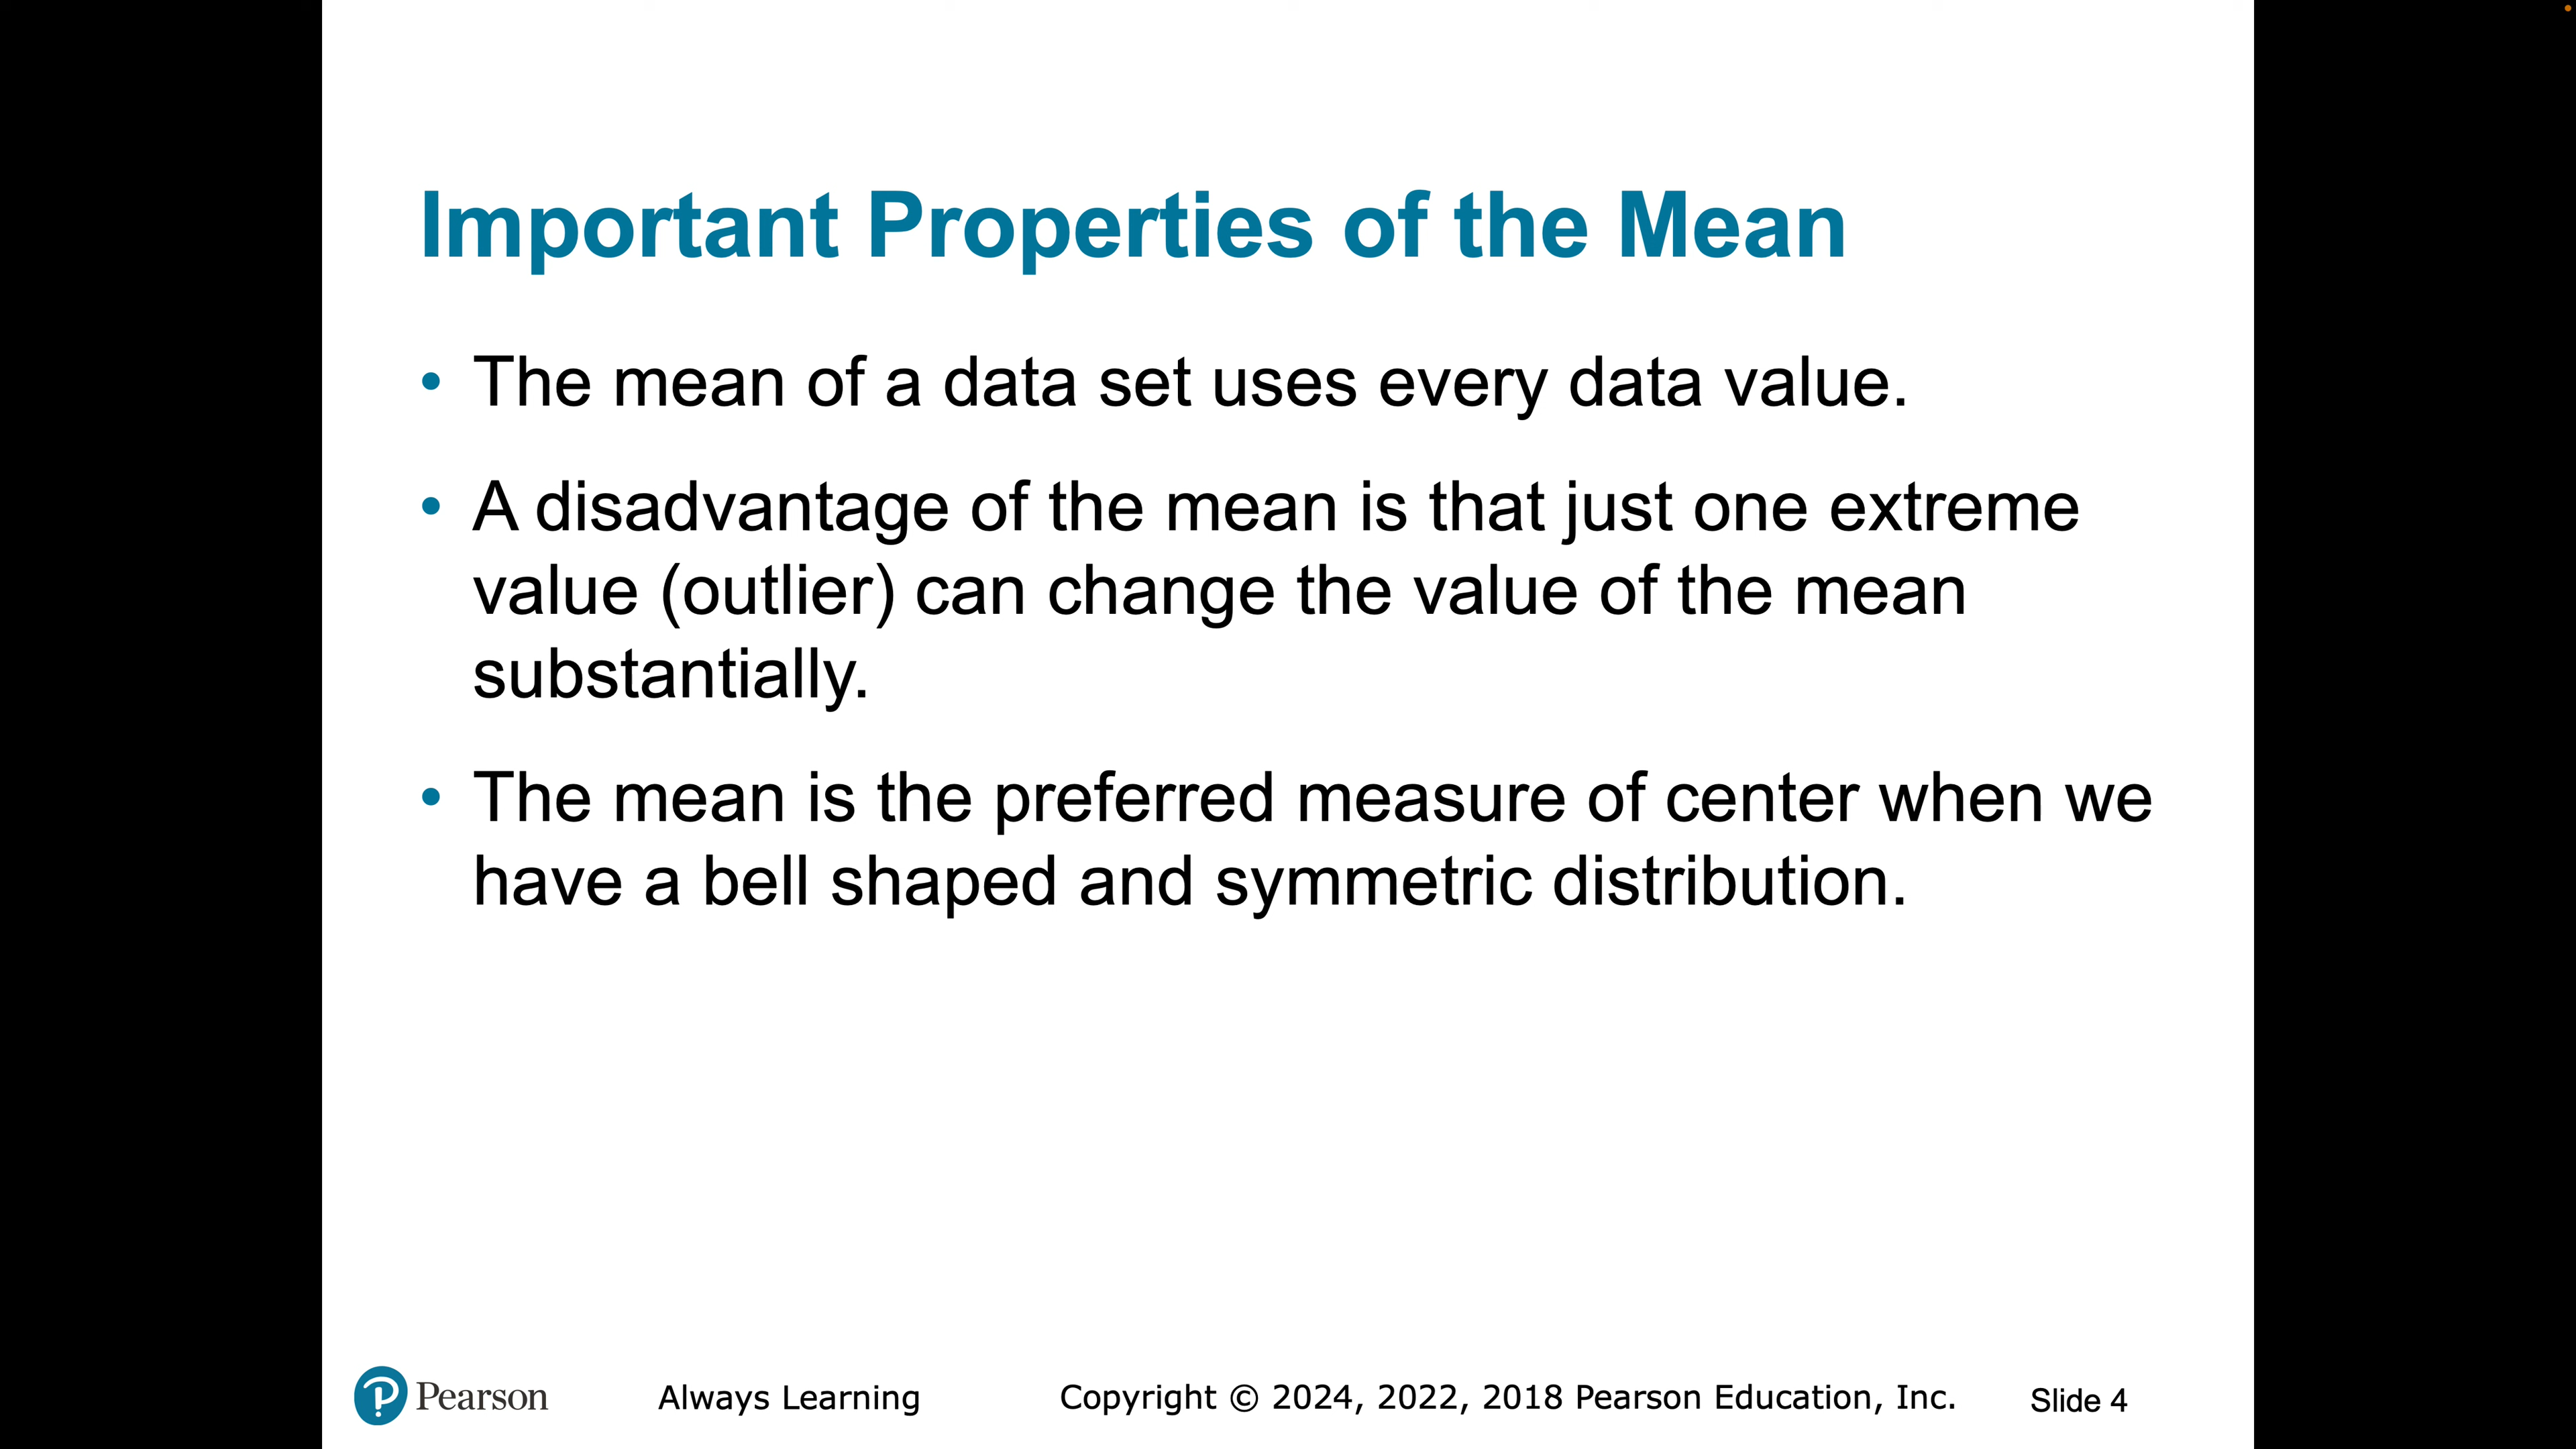 Important Properties of the Mean
• The mean of a data set uses every data value.
• A disadvantage of the mean is that just one extreme
value (outlier) can change the value of the mean
substantially.
• The mean is the preferred measure of center when we
have a bell shaped and symmetric distribution.
Pearson Always Learning Copyright © 2024, 2022, 2018 Pearson Education, Inc. Slide 4